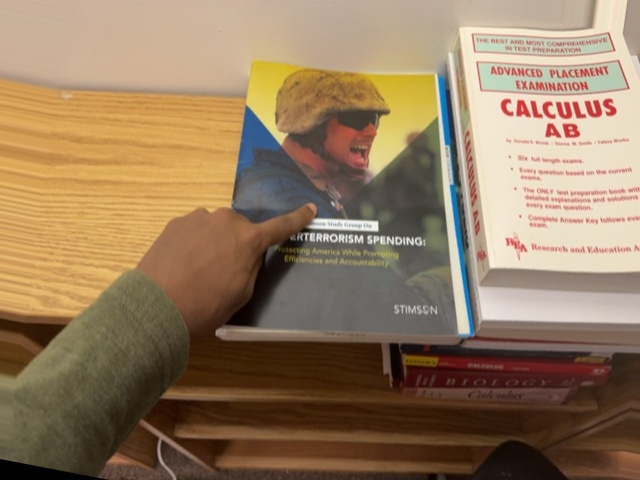 Study Group On
ERTERRORISM SPENDING:
Protecting America While Promoting
Efficiencies and Accountability
STIMSON
THE BEST AND MOST COMPREHENSIVE
IN TEST PREPARATION
ADVANCED PLACEMENT
EXAMINATION
CALCULUS
AB
• Six full length exams.
• Every question based on the current
exams.
• The ONLY test preparation book with
detailed explanations and solutions
every exam question.
• Complete Answer Key follows every
exam.
REA Research and Education A
CALCULUS AB
CALCULUS
BIOLOGY
Calculus